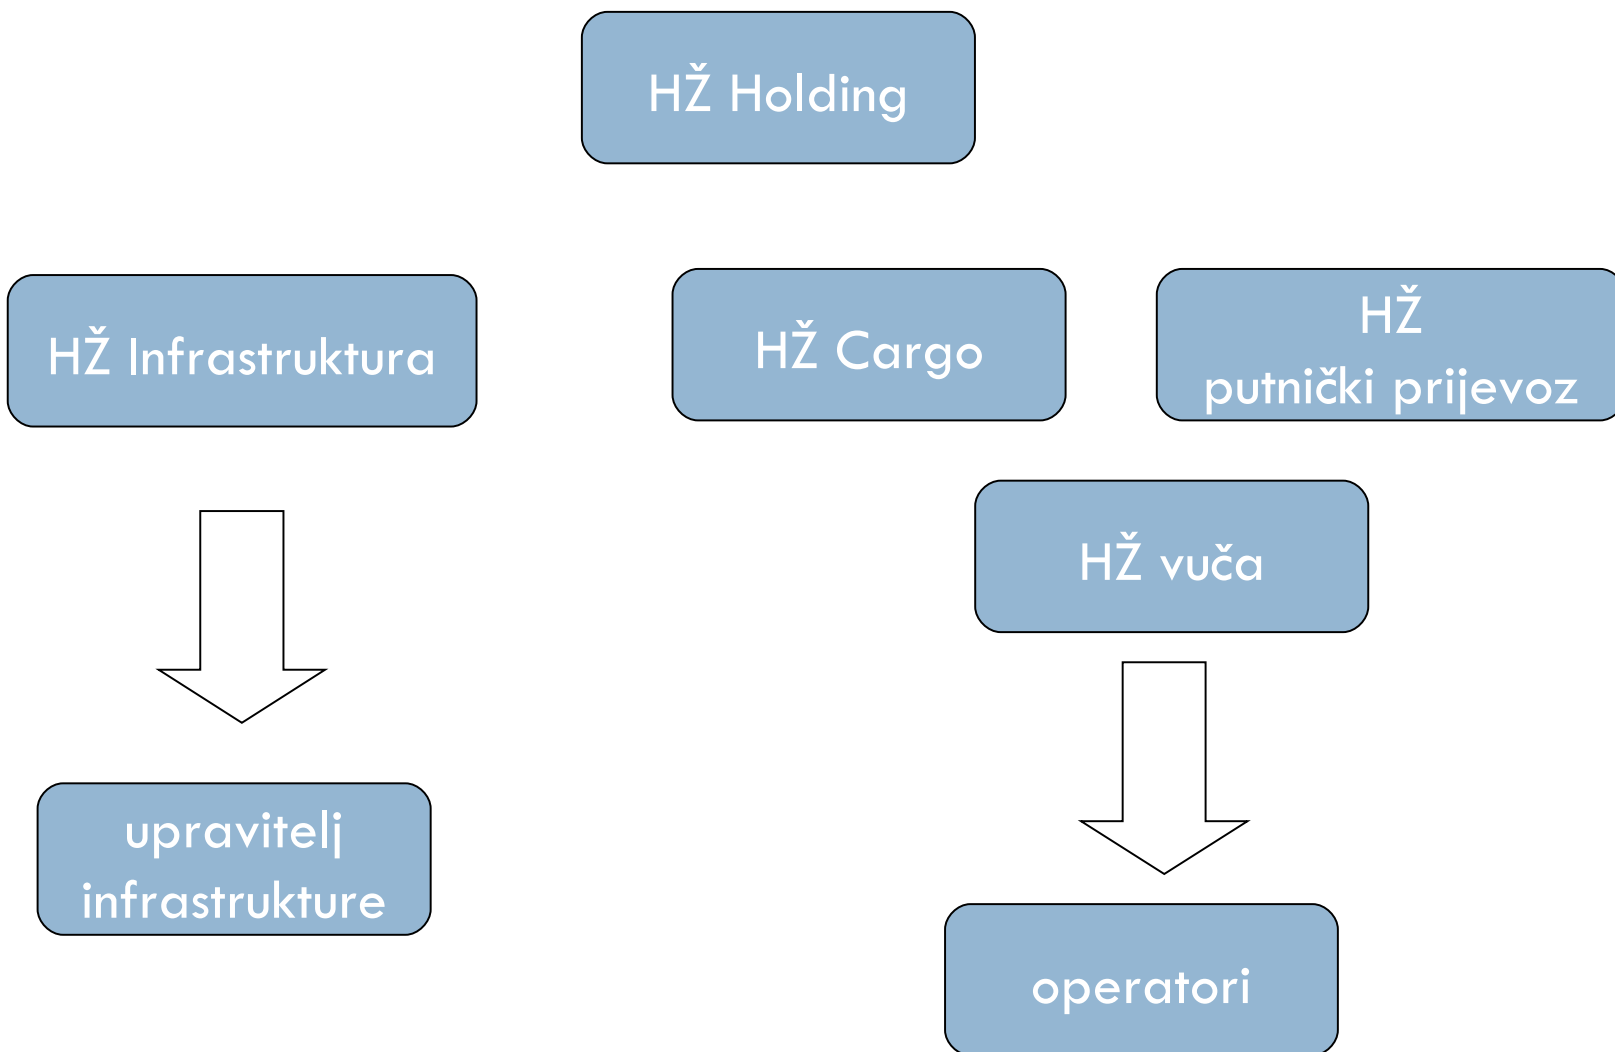 HŽ Holding
HŽ Infrastruktura
HŽ Cargo
HŽ
putnički prijevoz
HŽ vuča
upravitelj
infrastrukture
operatori